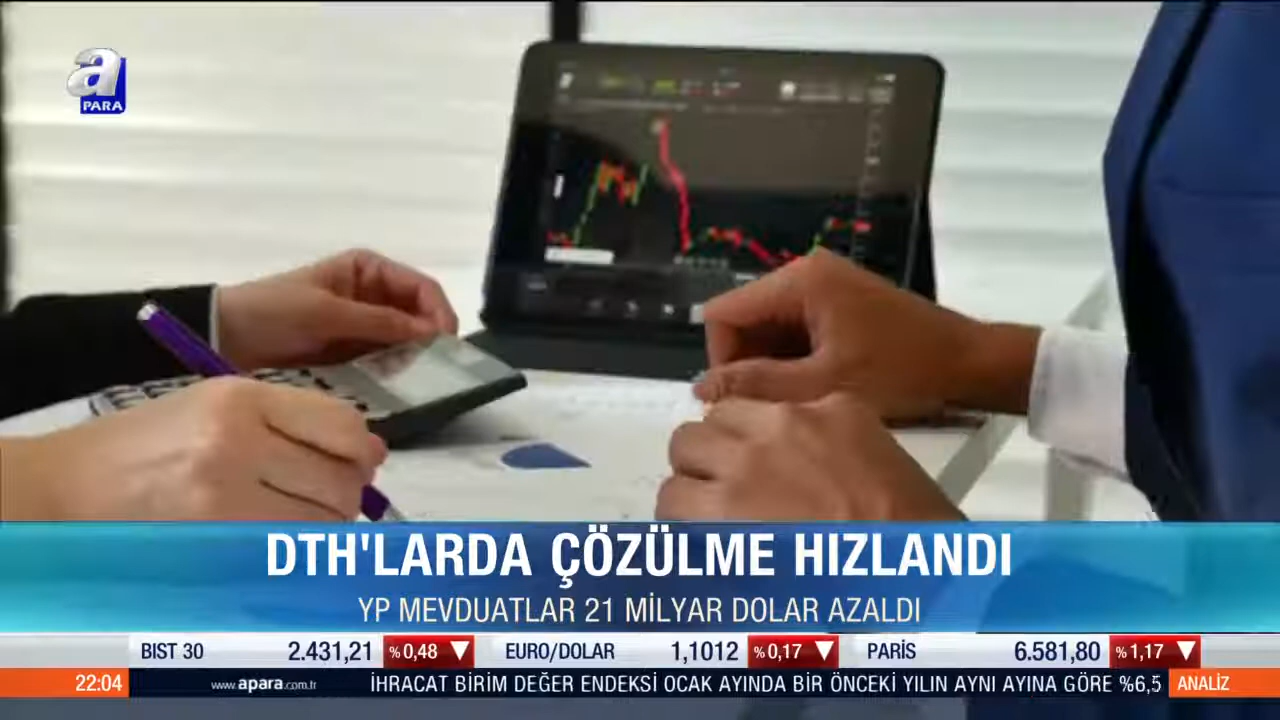 a
PARA
DTH'LARDA ÇÖZÜLME HIZLANDI
YP MEVDUATLAR 21 MİLYAR DOLAR AZALDI
BIST 30 2.431,21 %0,48 EURO/DOLAR 1,1012 %0,17 PARİS 6.581,80 %1,17
22:04 www.apara.com.tr İHRACAT BİRİM DEĞER ENDEKSİ OCAK AYINDA BİR ÖNCEKİ YILIN AYNI AYINA GÖRE %6,5 ANALİZ